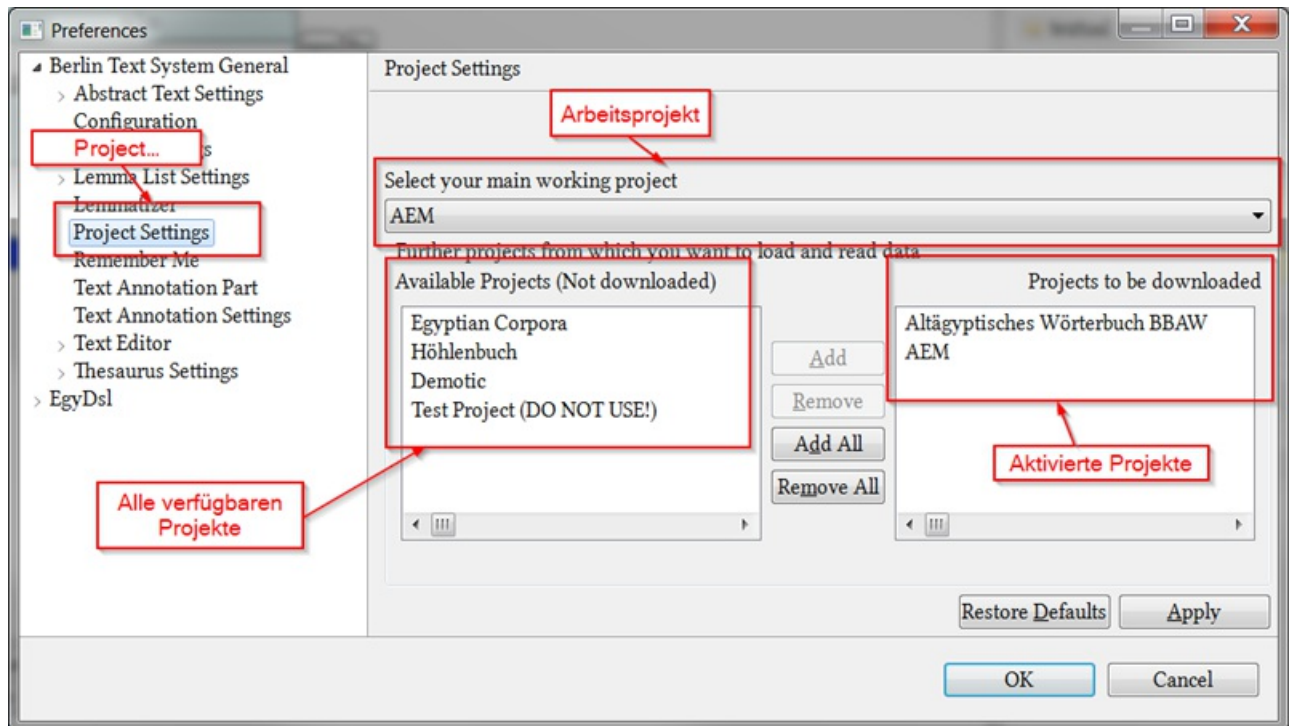 Preferences
Berlin Text System General
Abstract Text Settings
Configuration
Project...
s
Lemma List Settings
Lemmatizer
Project Settings
Remember Me
Text Annotation Part
Text Annotation Settings
Text Editor
Thesaurus Settings
EgyDsl
Alle verfügbaren
Projekte
Project Settings
Arbeitsprojekt
Select your main working project
AEM
Further projects from which you want to load and read data
Available Projects (Not downloaded)
Egyptian Corpora
Höhlenbuch
Demotic
Test Project (DO NOT USE!)
Add
Remove
Add All
Remove All
Projects to be downloaded
Altägyptisches Wörterbuch BBAW
AEM
Aktivierte Projekte
Restore Defaults
Apply
OK
Cancel